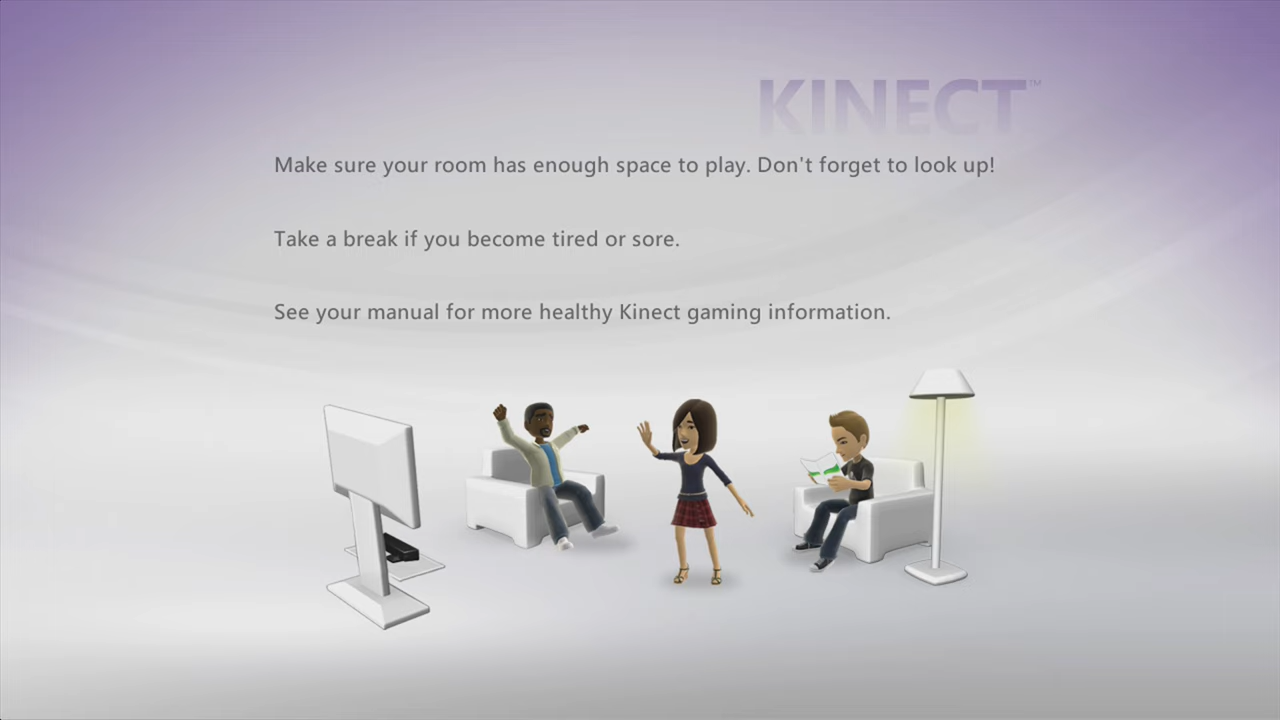 KINECT™
Make sure your room has enough space to play. Don't forget to look up!
Take a break if you become tired or sore.
See your manual for more healthy Kinect gaming information.